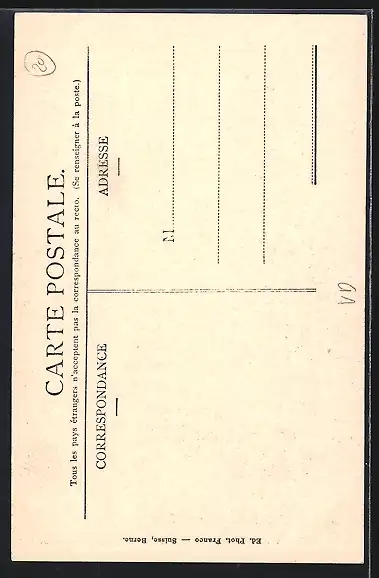 CARTE POSTALE.
Tous les pays étrangers n'acceptent pas la correspondance au recto. (Se renseigner à la poste.)
CORRESPONDANCE
ADRESSE
M
Ed. Phot. Franco — Suisse, Berne.
20